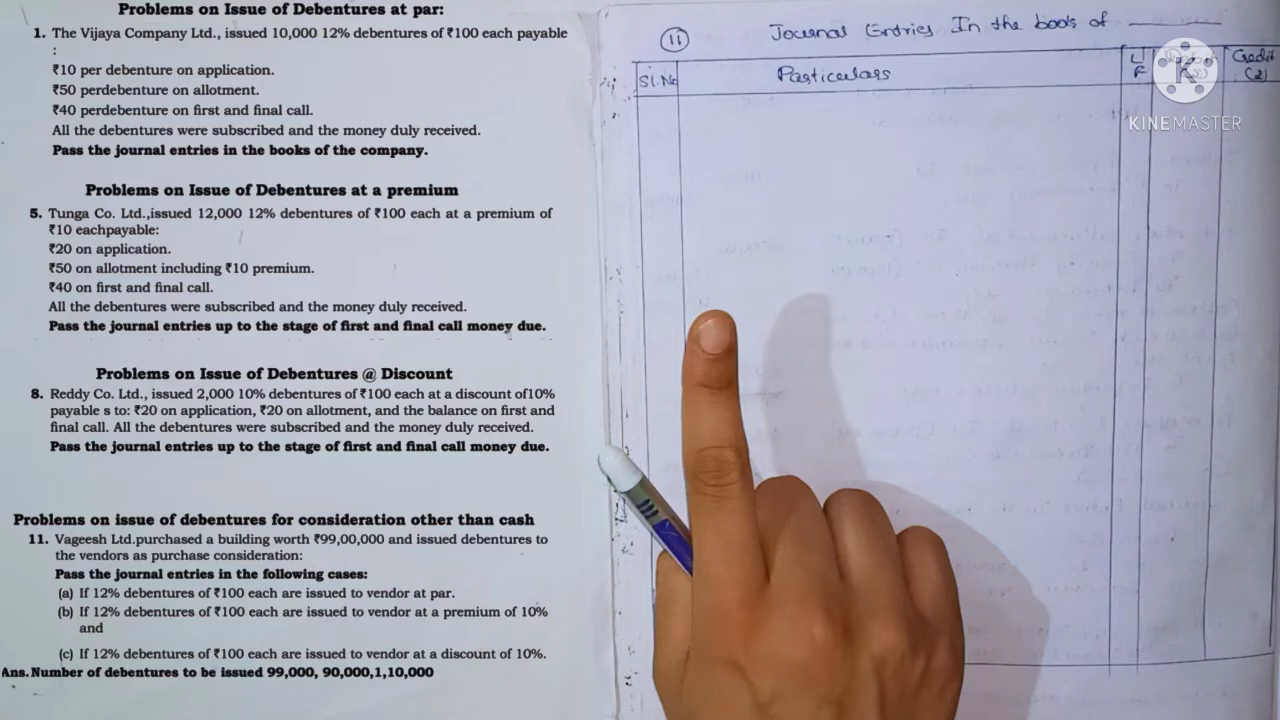 Problems on Issue of Debentures at par:
1. The Vijaya Company Ltd., issued 10,000 12% debentures of ₹100 each payable
:
₹10 per debenture on application.
₹50 perdebenture on allotment.
₹40 perdebenture on first and final call.
All the debentures were subscribed and the money duly received.
Pass the journal entries in the books of the company.
Problems on Issue of Debentures at a premium
5. Tunga Co. Ltd.,issued 12,000 12% debentures of ₹100 each at a premium of
₹10 eachpayable:
₹20 on application.
₹50 on allotment including ₹10 premium.
₹40 on first and final call.
All the debentures were subscribed and the money duly received.
Pass the journal entries up to the stage of first and final call money due.
Problems on Issue of Debentures @ Discount
8. Reddy Co. Ltd., issued 2,000 10% debentures of ₹100 each at a discount of10%
payable s to: ₹20 on application, ₹20 on allotment, and the balance on first and
final call. All the debentures were subscribed and the money duly received.
Pass the journal entries up to the stage of first and final call money due.
Problems on issue of debentures for consideration other than cash
11. Vageesh Ltd.purchased a building worth ₹99,00,000 and issued debentures to
the vendors as purchase consideration:
Pass the journal entries in the following cases:
(a) If 12% debentures of ₹100 each are issued to vendor at par.
(b) If 12% debentures of ₹100 each are issued to vendor at a premium of 10%
and
(c) If 12% debentures of ₹100 each are issued to vendor at a discount of 10%.
Ans. Number of debentures to be issued 99,000, 90,000,1,10,000
11 Journal Entries In the books of
Sl.No Particulars L F Credit (₹)
KINEMASTER